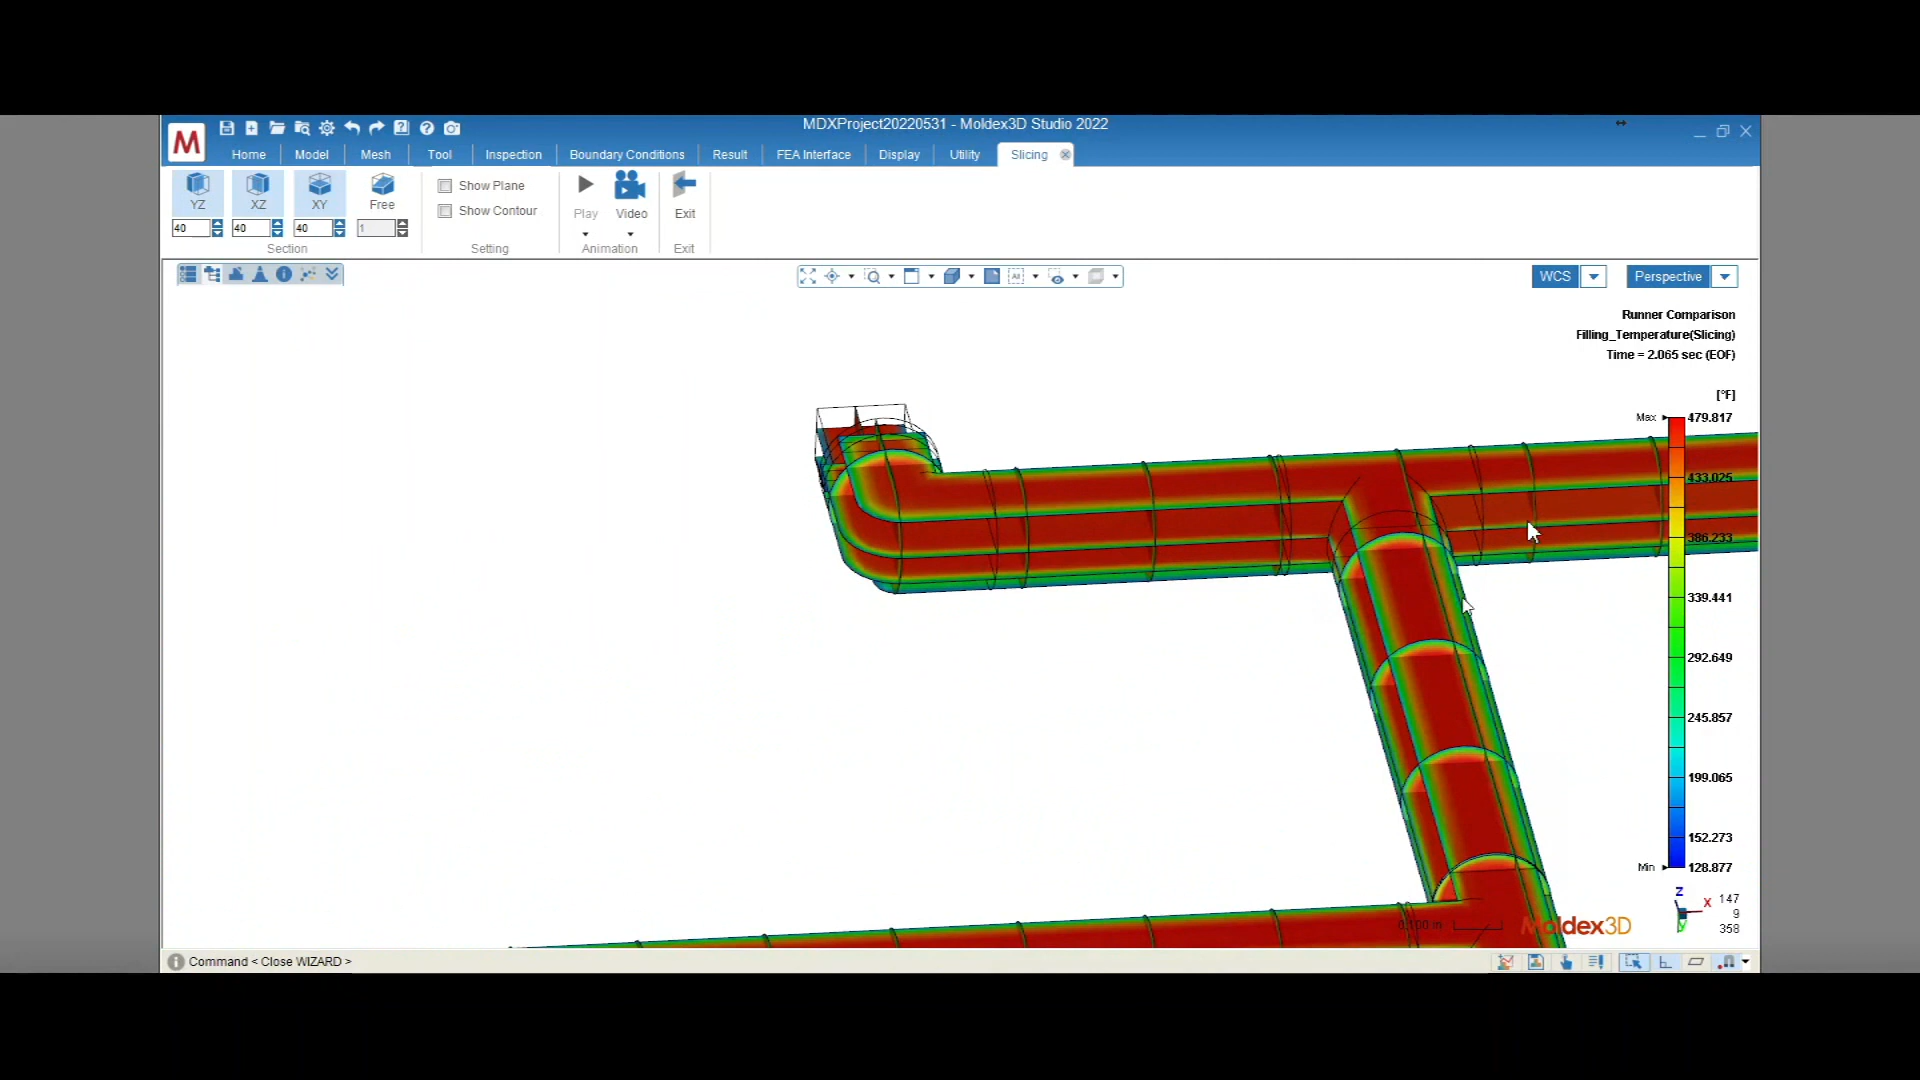 MDXProject20220531 - Moldex3D Studio 2022
M
Home Model Mesh Tool Inspection Boundary Conditions Result FEA Interface Display Utility Slicing
YZ XZ XY Free
40 40 40 1
Section
Show Plane
Show Contour
Setting
Play Video
Animation
Exit
Exit
WCS Perspective
Runner Comparison
Filling_Temperature(Slicing)
Time = 2.065 sec (EOF)
[°F]
Max 479.817
433.025
386.233
339.441
292.649
245.857
199.065
152.273
Min 128.877
Z
X
Y
147
9
358
0.100 in
Moldex3D
Command < Close WIZARD >